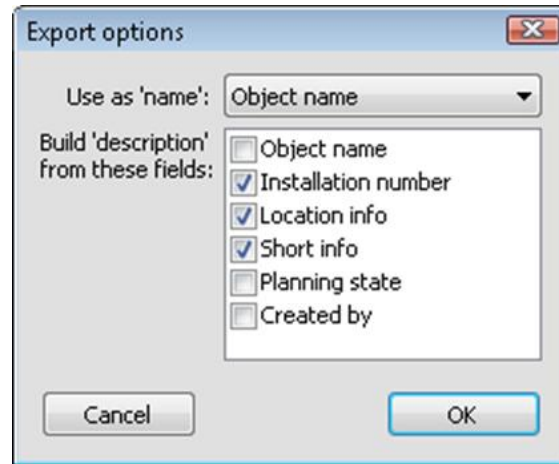 Export options
Use as 'name': Object name
Build 'description'
from these fields:
Object name
Installation number
Location info
Short info
Planning state
Created by
Cancel OK